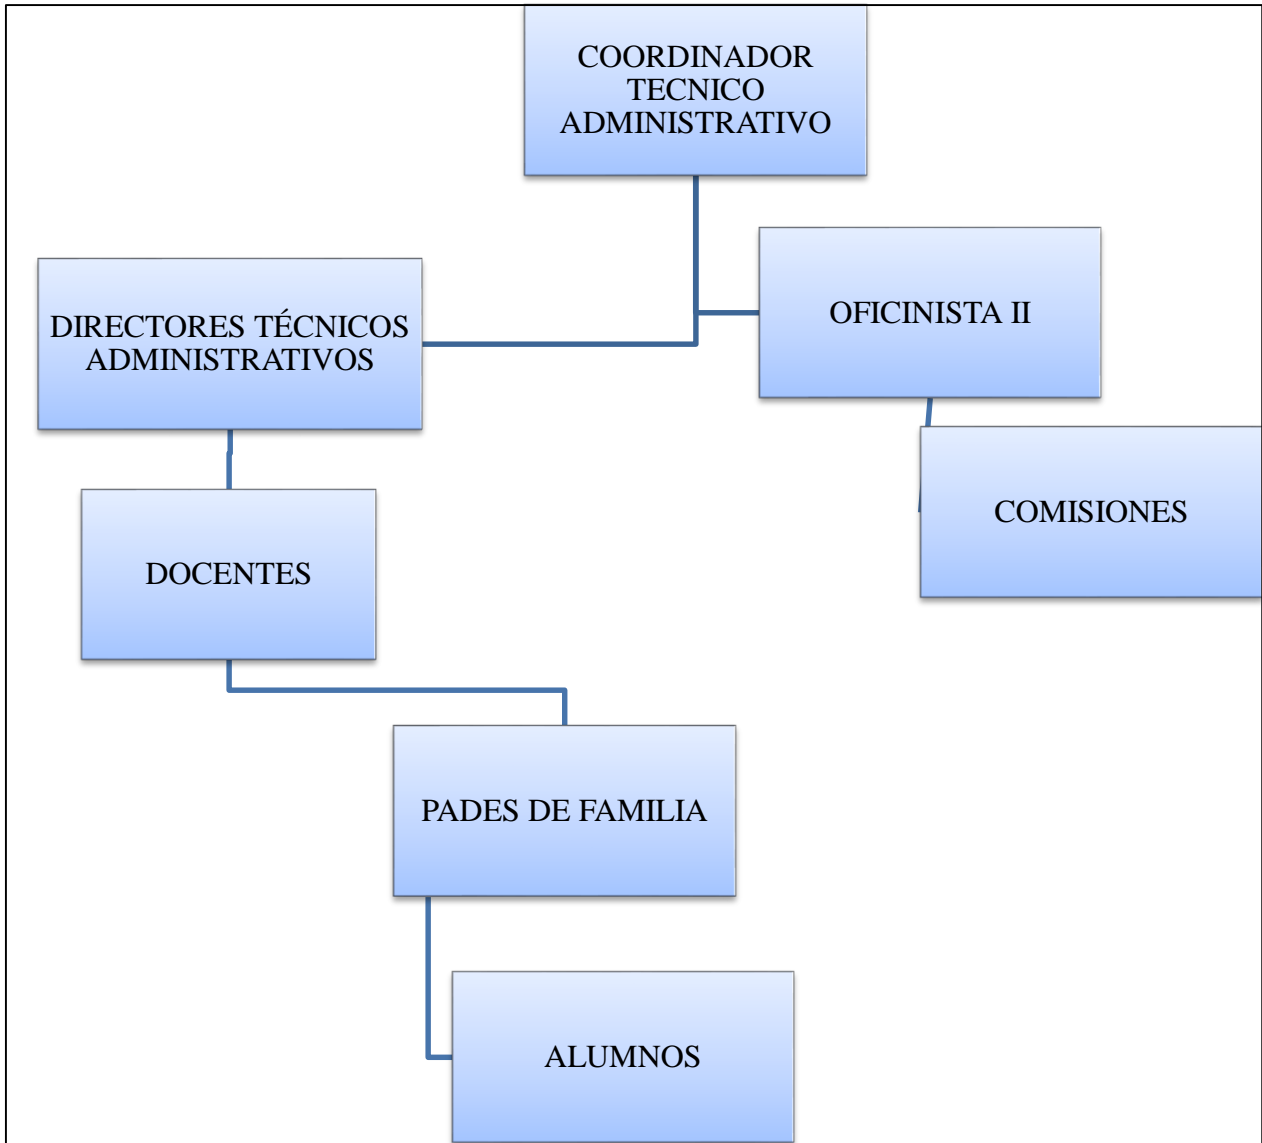 COORDINADOR
TECNICO
ADMINISTRATIVO
OFICINISTA II
DIRECTORES TÉCNICOS
ADMINISTRATIVOS
COMISIONES
DOCENTES
PADES DE FAMILIA
ALUMNOS